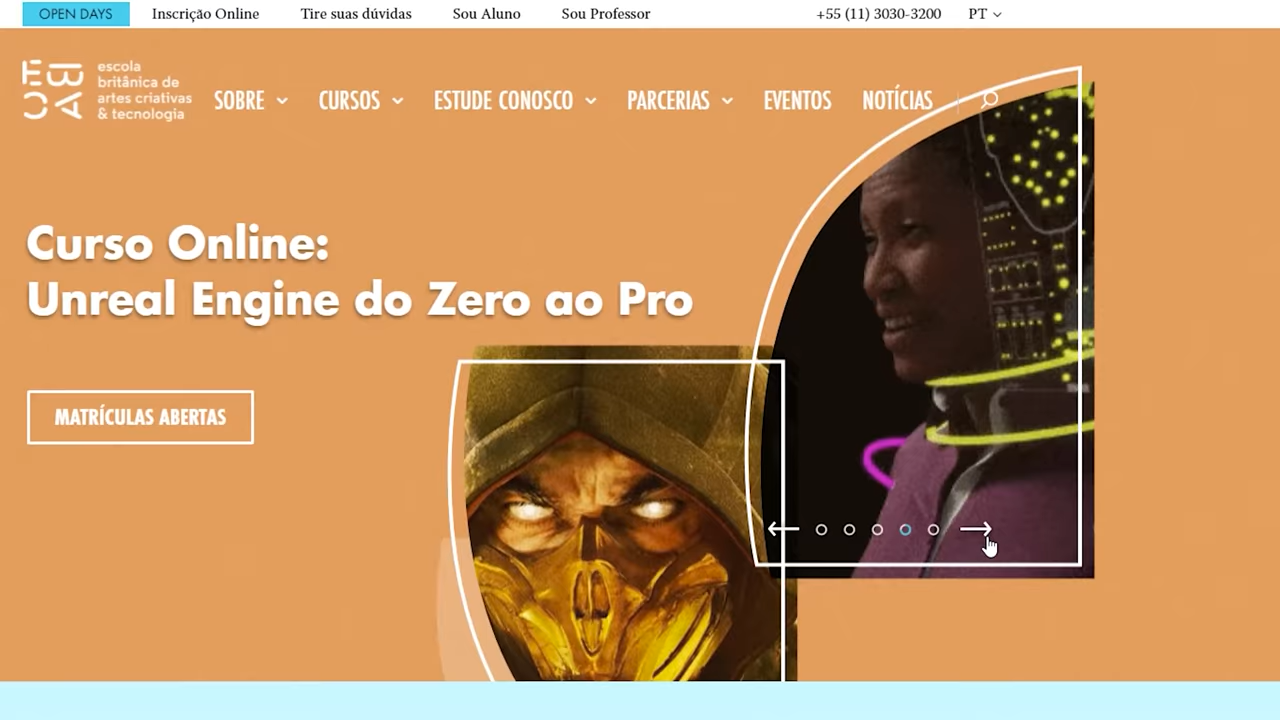 OPEN DAYS Inscrição Online Tire suas dúvidas Sou Aluno Sou Professor +55 (11) 3030-3200 PT
EBAC
escola
britânica de
artes criativas
& tecnologia
SOBRE CURSOS ESTUDE CONOSCO PARCERIAS EVENTOS NOTÍCIAS
Curso Online:
Unreal Engine do Zero ao Pro
MATRÍCULAS ABERTAS